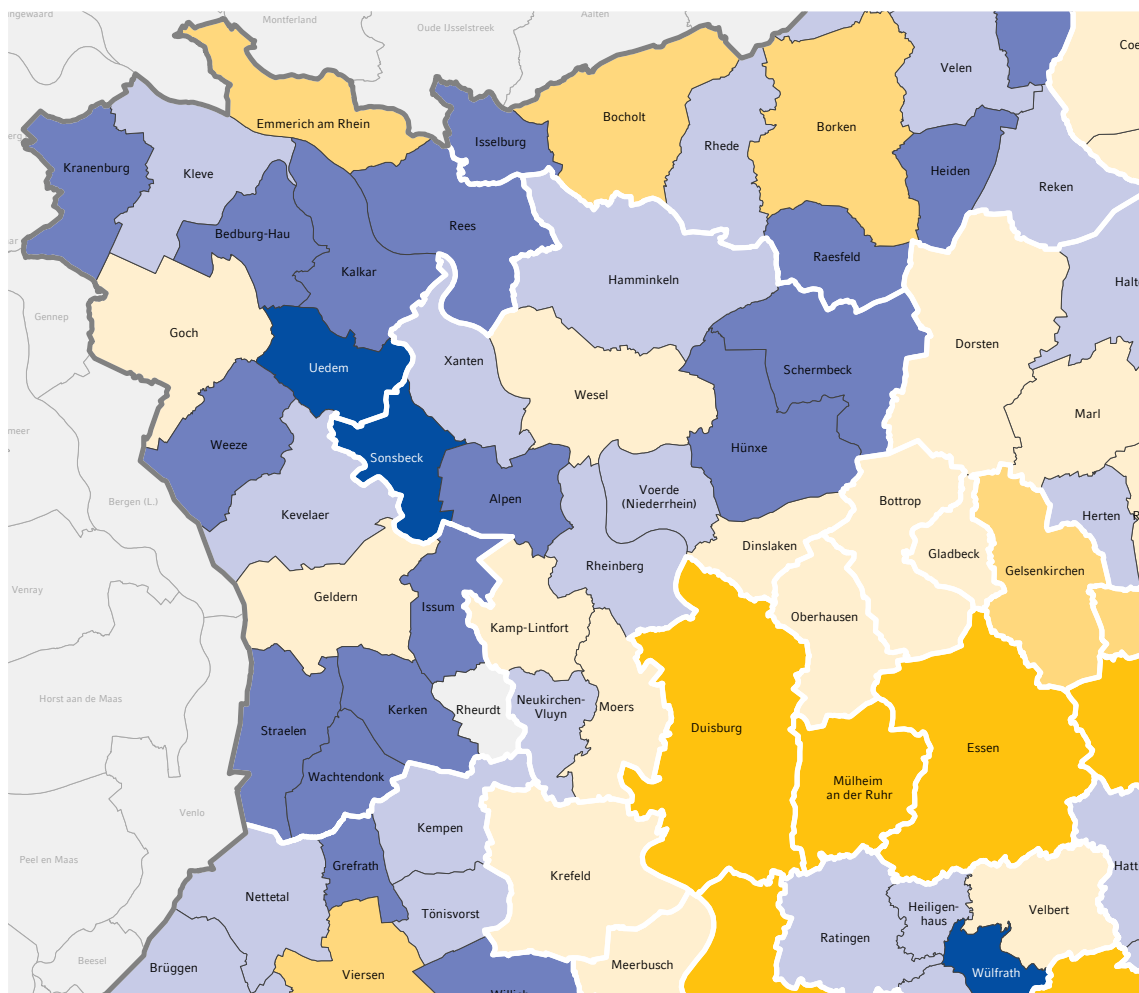 Montferland
Oude IJsselstreek
Aalten
Coe
Velen
Bocholt
Emmerich am Rhein
Borken
Isselburg
Rhede
Kranenburg
Kleve
Heiden
Reken
Rees
Bedburg-Hau
Raesfeld
Kalkar
Hamminkeln
Halt
Gennep
Goch
Dorsten
Xanten
Uedem
Schermbeck
Wesel
Marl
meer
Weeze
Hünxe
Sonsbeck
Voerde
(Niederrhein)
Bergen (L.)
Alpen
Bottrop
Kevelaer
Herten
R
Dinslaken
Gladbeck
Rheinberg
Gelsenkirchen
Venray
Geldern
Issum
Oberhausen
Kamp-Lintfort
Horst aan de Maas
Neukirchen-
Vluyn
Kerken
Rheurdt
Moers
Straelen
Duisburg
Essen
Wachtendonk
Mülheim
an der Ruhr
Venlo
Kempen
Peel en Maas
Grefrath
Hatt
Krefeld
Nettetal
Heiligen-
haus
Velbert
Tönisvorst
Ratingen
Beesel
Brüggen
Meerbusch
Viersen
Wülfrath